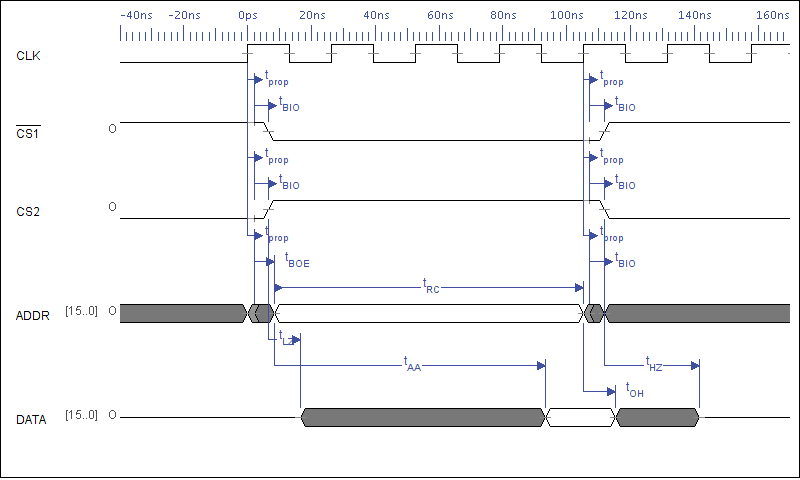 -40ns -20ns 0ps 20ns 40ns 60ns 80ns 100ns 120ns 140ns 160ns
CLK
tprop tprop
tBIO tBIO
CS1 O
tprop tprop
tBIO tBIO
CS2 O
tprop tprop
tBOE tBIO
tRC
ADDR [15..0] O
tLZ
tAA tHZ
tOH
DATA [15..0] O